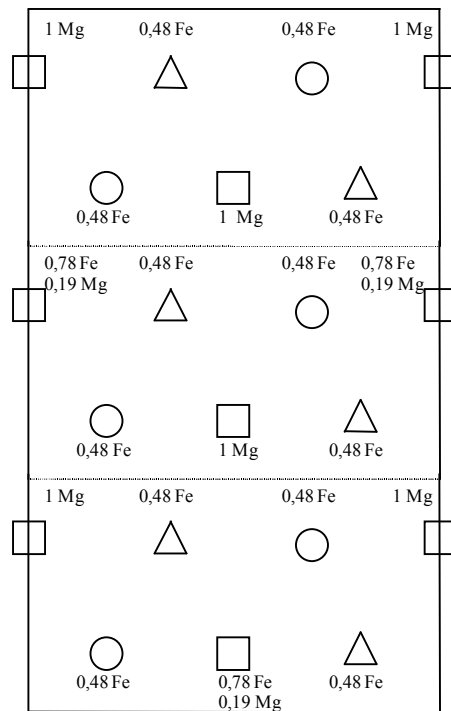 1 Mg 0,48 Fe 0,48 Fe 1 Mg
0,48 Fe 1 Mg 0,48 Fe
0,78 Fe 0,48 Fe 0,48 Fe 0,78 Fe
0,19 Mg 0,19 Mg
0,48 Fe 1 Mg 0,48 Fe
1 Mg 0,48 Fe 0,48 Fe 1 Mg
0,48 Fe 0,78 Fe 0,48 Fe
0,19 Mg